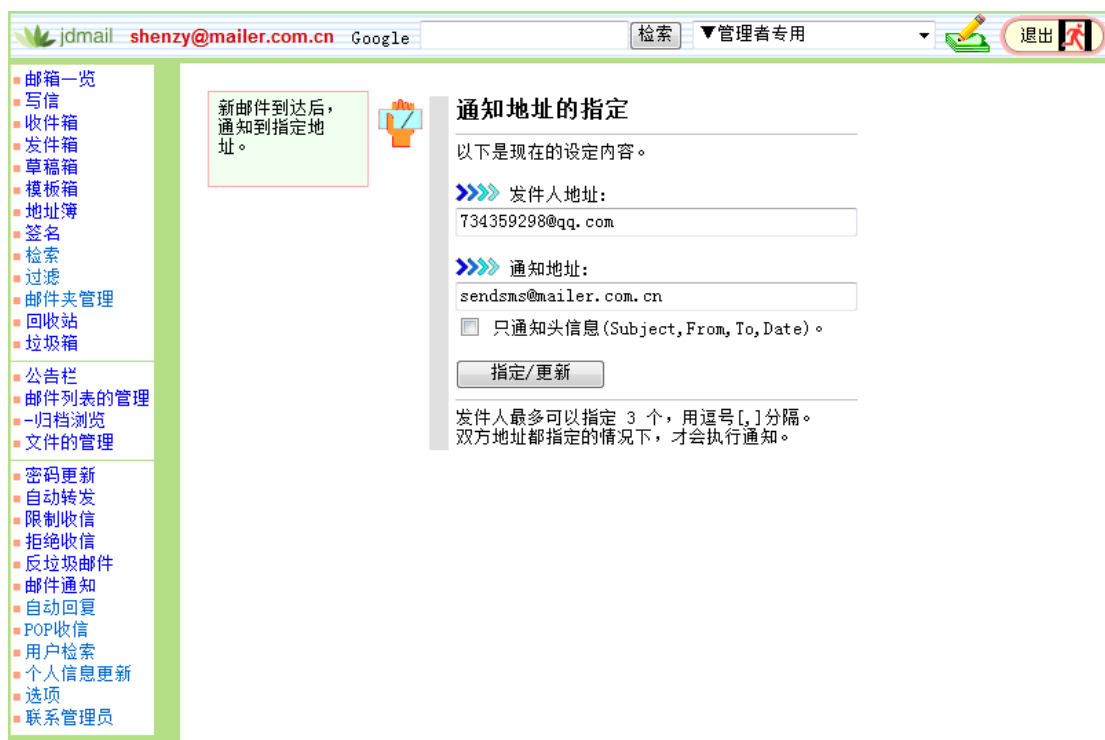 jdmail shenzy@mailer.com.cn Google 检索 ▼管理者专用 退出
邮箱一览
写信
收件箱
发件箱
草稿箱
模板箱
地址簿
签名
检索
过滤
邮件夹管理
回收站
垃圾箱
公告栏
邮件列表的管理
-归档浏览
文件的管理
密码更新
自动转发
限制收信
拒绝收信
反垃圾邮件
邮件通知
自动回复
POP收信
用户检索
个人信息更新
选项
联系管理员
新邮件到达后，
通知到指定地
址。
通知地址的指定
以下是现在的设定内容。
发件人地址:
734359298@qq.com
通知地址:
sendsms@mailer.com.cn
只通知头信息(Subject,From,To,Date)。
指定/更新
发件人最多可以指定 3 个，用逗号[,]分隔。
双方地址都指定的情况下，才会执行通知。